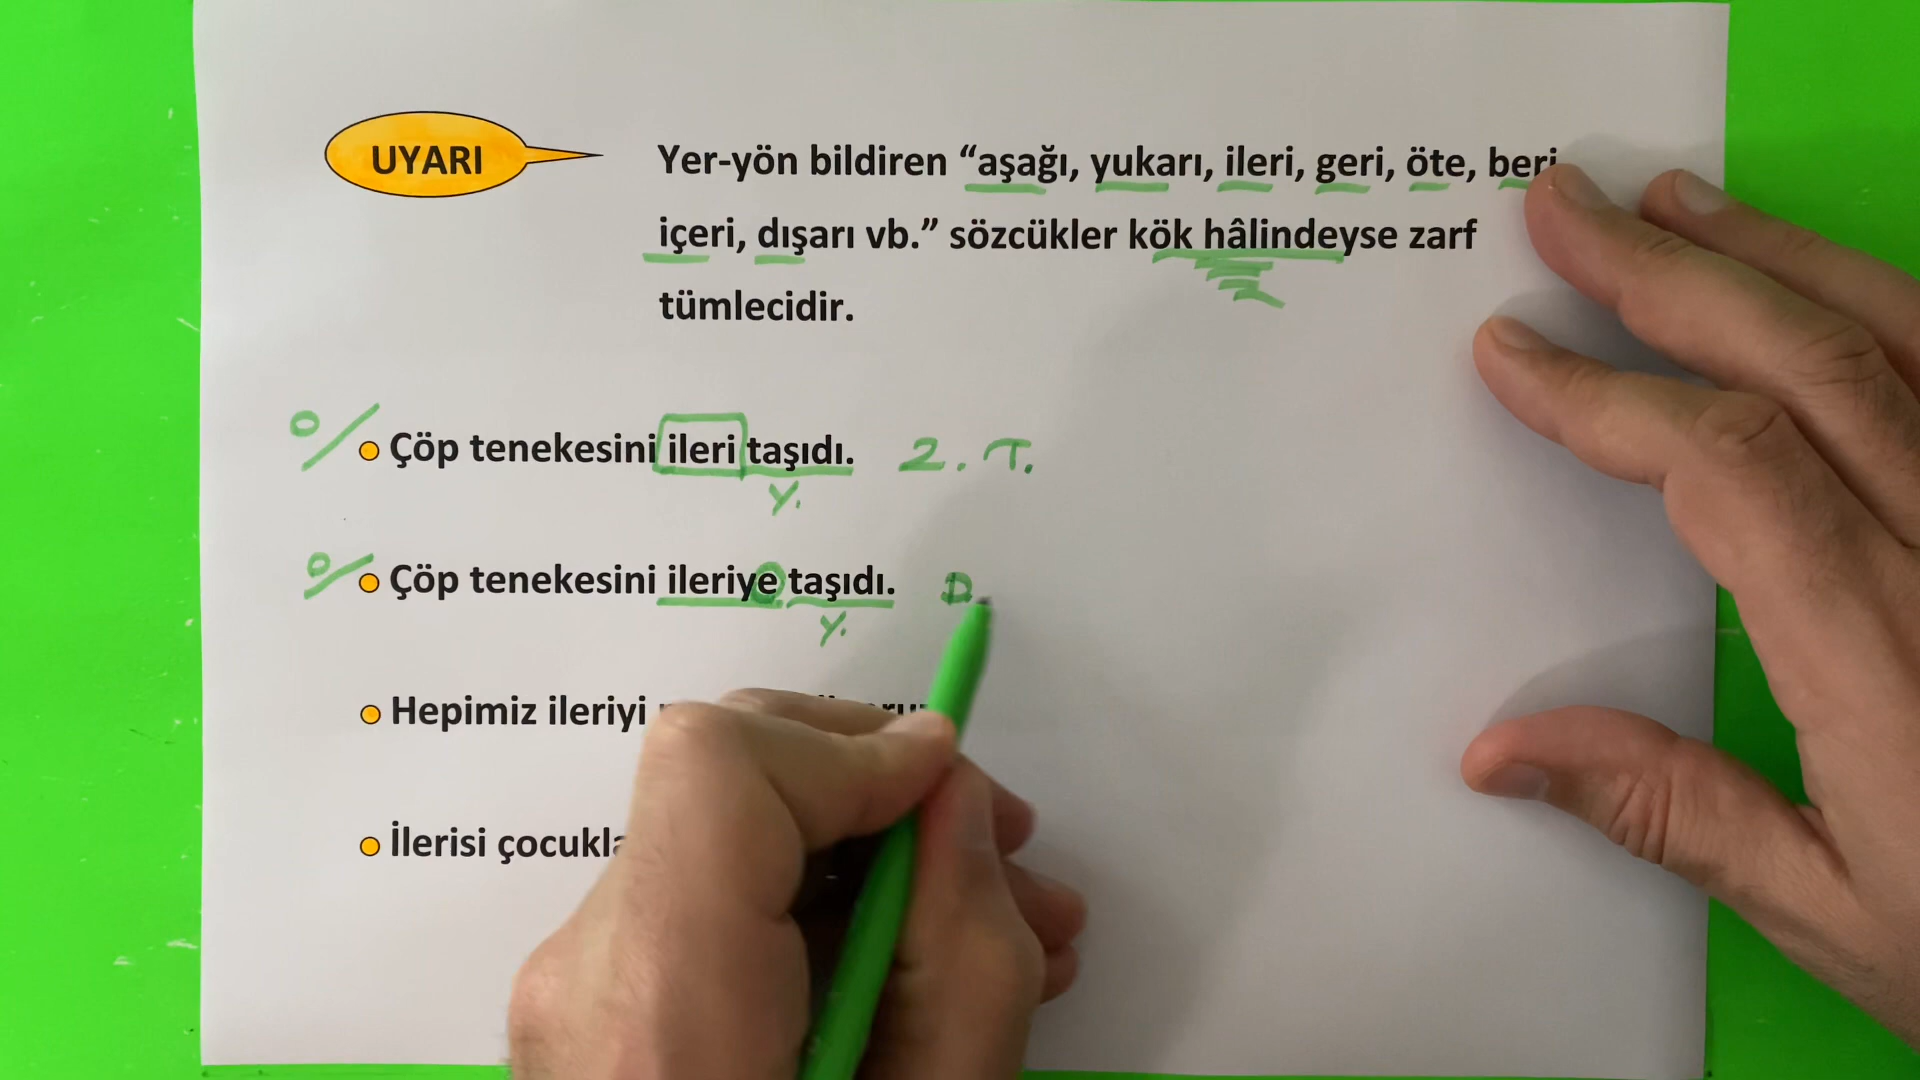 UYARI
Yer-yön bildiren “aşağı, yukarı, ileri, geri, öte, beri
içeri, dışarı vb.” sözcükler kök hâlindeyse zarf
tümlecidir.
Ö Çöp tenekesini ileri taşıdı. Z. T.
Y.
Ö Çöp tenekesini ileriye taşıdı. D.
Y.
Hepimiz ileriyi
İlerisi